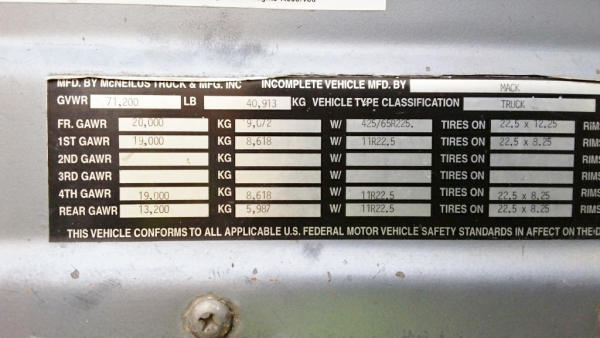 MFD. BY McNEILUS TRUCK & MFG. INC INCOMPLETE VEHICLE MFD. BY MACK
GVWR 71,200 LB 40,913 KG VEHICLE TYPE CLASSIFICATION TRUCK
FR. GAWR 20,000 KG 9,072 W/ 425/65R225. TIRES ON 22.5 x 12.25 RIMS
1ST GAWR 19,000 KG 8,618 W/ 11R22.5 TIRES ON 22.5 x 8.25 RIMS
2ND GAWR KG W/ TIRES ON RIMS
3RD GAWR KG W/ TIRES ON RIMS
4TH GAWR 19,000 KG 8,618 W/ 11R22.5 TIRES ON 22.5 x 8.25 RIMS
REAR GAWR 13,200 KG 5,987 W/ 11R22.5 TIRES ON 22.5 x 8.25 RIMS
THIS VEHICLE CONFORMS TO ALL APPLICABLE U.S. FEDERAL MOTOR VEHICLE SAFETY STANDARDS IN AFFECT ON THE D